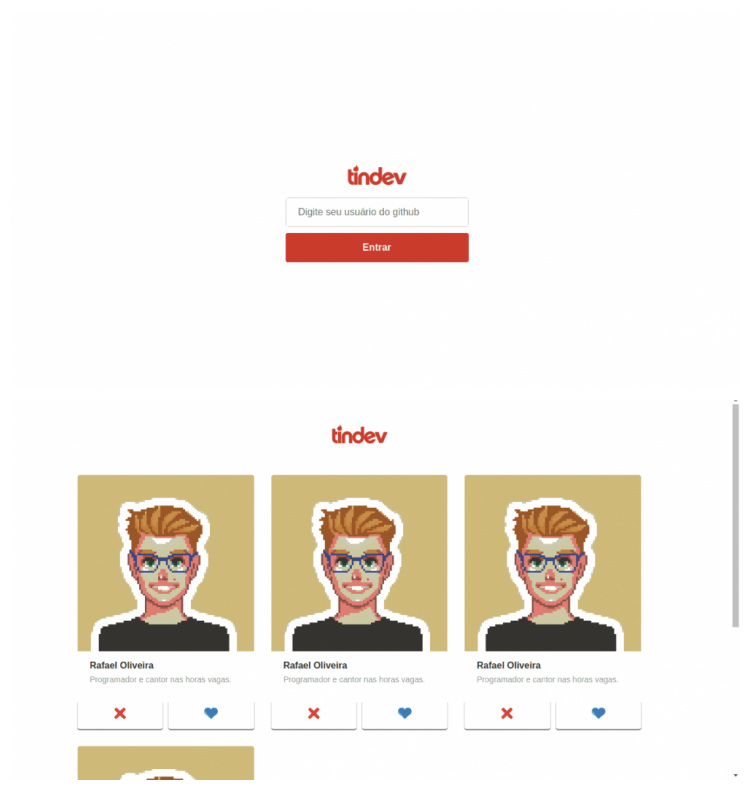 tindev
Digite seu usuário do github
Entrar
tindev
Rafael Oliveira
Programador e cantor nas horas vagas.
Rafael Oliveira
Programador e cantor nas horas vagas.
Rafael Oliveira
Programador e cantor nas horas vagas.